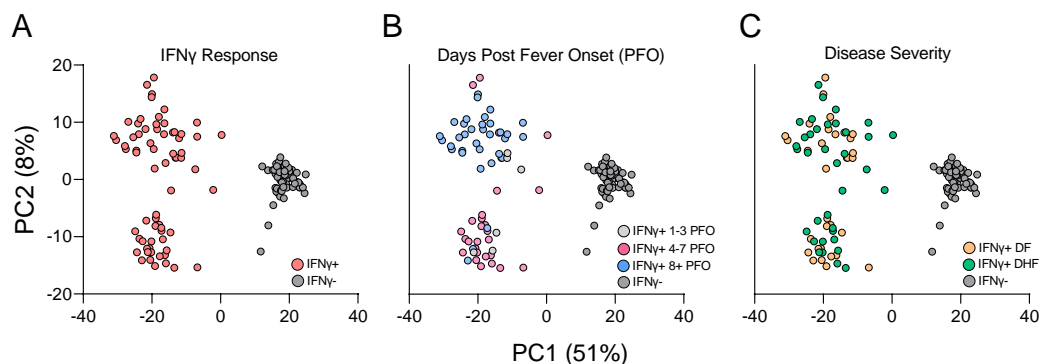 A
IFNγ Response
20
10
0
-10
-20
PC2 (8%)
-40
-20
0
20
40
IFNγ+
IFNγ-
B
Days Post Fever Onset (PFO)
-40
-20
0
20
40
IFNγ+ 1-3 PFO
IFNγ+ 4-7 PFO
IFNγ+ 8+ PFO
IFNγ-
PC1 (51%)
C
Disease Severity
-40
-20
0
20
40
IFNγ+ DF
IFNγ+ DHF
IFNγ-